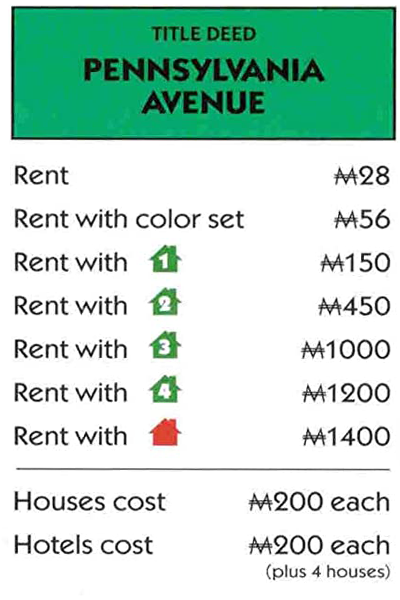 TITLE DEED
PENNSYLVANIA
AVENUE
Rent ₩28
Rent with color set ₩56
Rent with 1 ₩150
Rent with 2 ₩450
Rent with 3 ₩1000
Rent with 4 ₩1200
Rent with ₩1400
Houses cost ₩200 each
Hotels cost ₩200 each
(plus 4 houses)